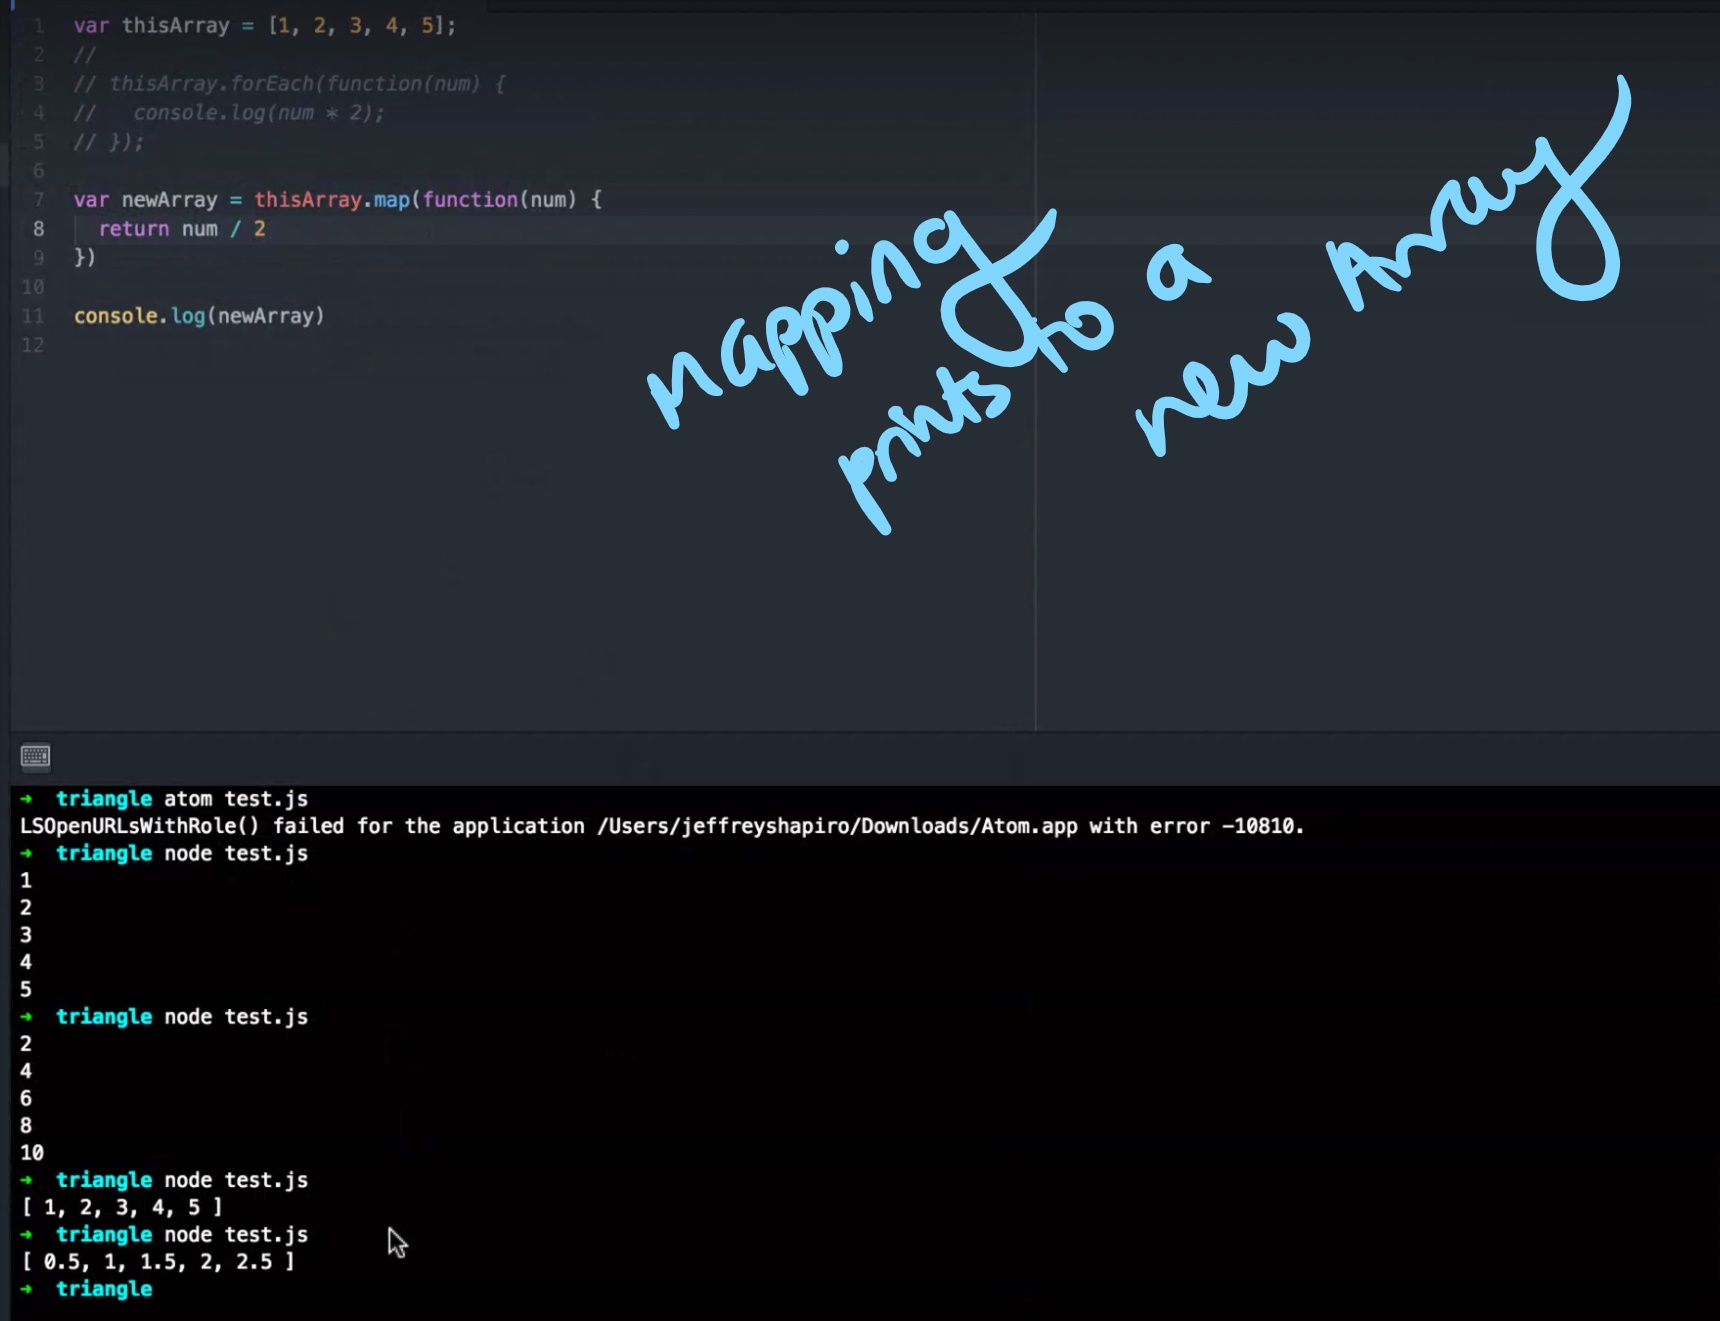 1 var thisArray = [1, 2, 3, 4, 5];
2 //
3 // thisArray.forEach(function(num) {
4 //   console.log(num * 2);
5 // });
6
7 var newArray = thisArray.map(function(num) {
8   return num / 2
9 })
10
11 console.log(newArray)
12
mapping
prints to a
new Array
→ triangle atom test.js
LSOpenURLsWithRole() failed for the application /Users/jeffreyshapiro/Downloads/Atom.app with error -10810.
→ triangle node test.js
1
2
3
4
5
→ triangle node test.js
2
4
6
8
10
→ triangle node test.js
[ 1, 2, 3, 4, 5 ]
→ triangle node test.js
[ 0.5, 1, 1.5, 2, 2.5 ]
→ triangle